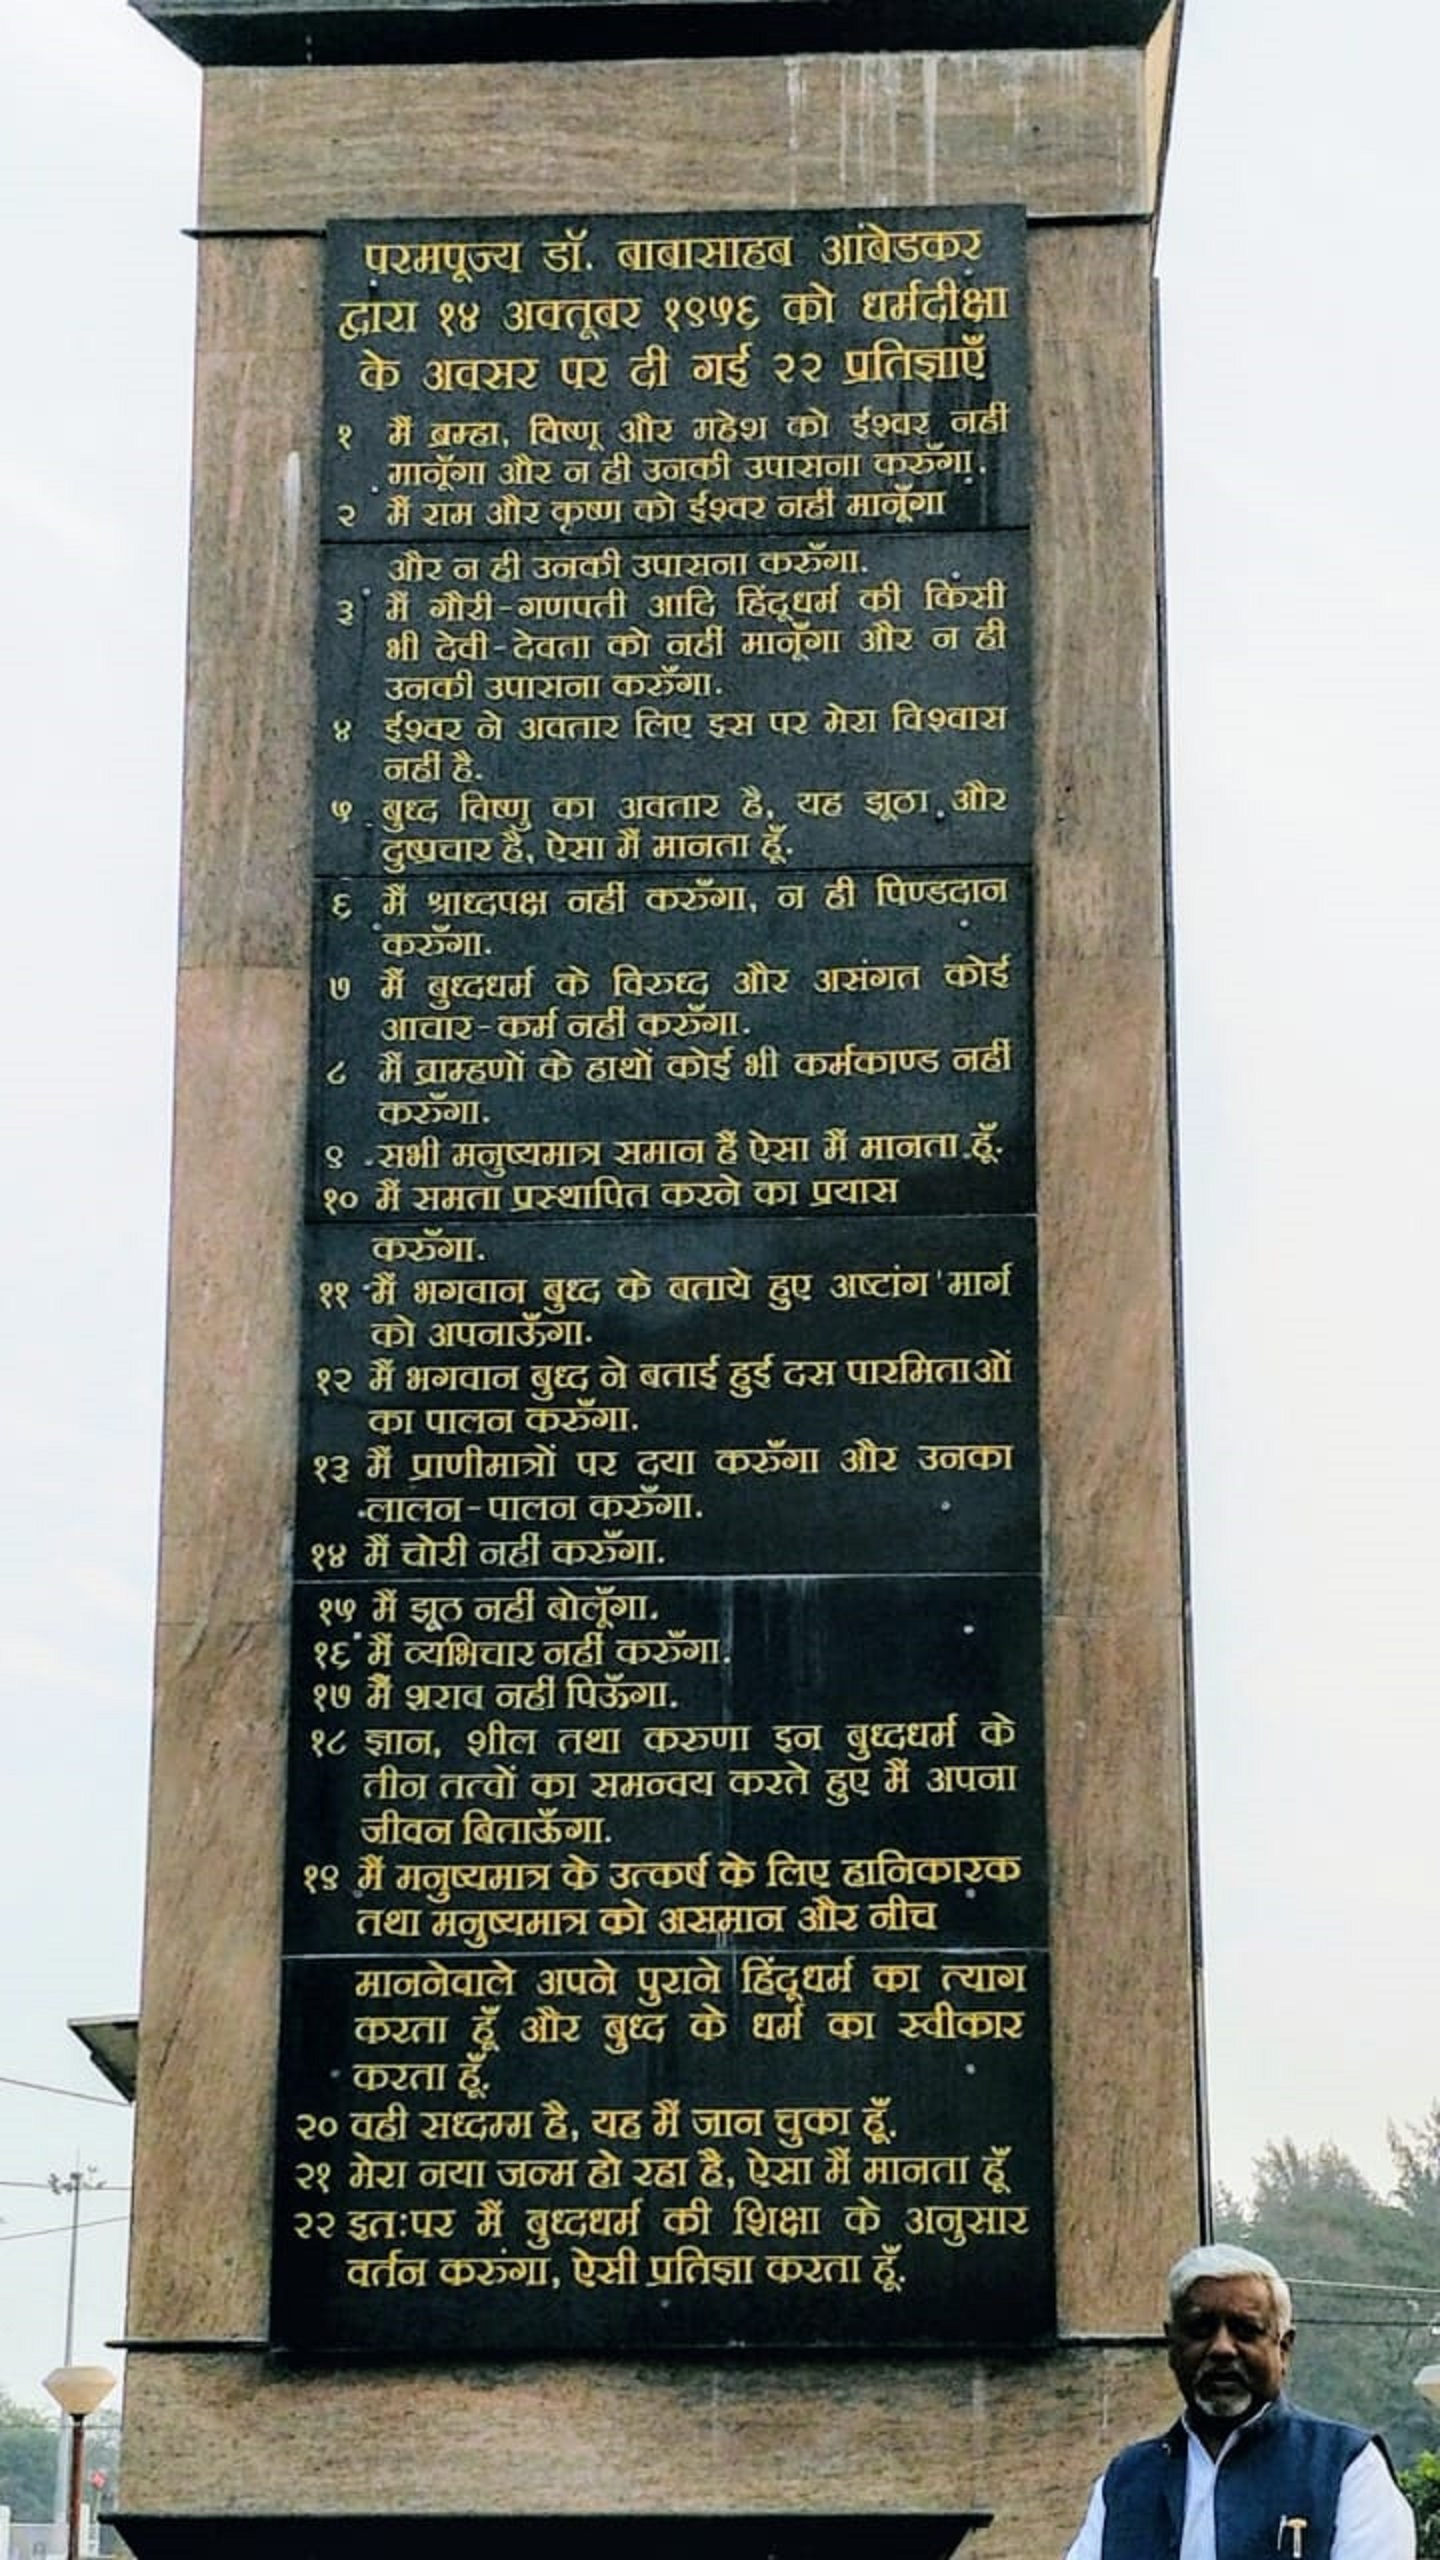 परमपूज्य डॉ. बाबासाहब आंबेडकर
द्वारा १४ अक्तूबर १९५६ को धर्मदीक्षा
के अवसर पर दी गई २२ प्रतिज्ञाएँ
१ मैं ब्रम्हा, विष्णू और महेश को ईश्वर नहीं
मानूँगा और न ही उनकी उपासना करुँगा.
२ मैं राम और कृष्ण को ईश्वर नहीं मानूँगा
और न ही उनकी उपासना करुँगा.
३ मैं गौरी-गणपती आदि हिंदूधर्म की किसी
भी देवी-देवता को नहीं मानूँगा और न ही
उनकी उपासना करुँगा.
४ ईश्वर ने अवतार लिए इस पर मेरा विश्वास
नहीं है.
५ बुध्द विष्णु का अवतार है, यह झूठा और
दुष्प्रचार है, ऐसा मैं मानता हूँ.
६ मैं श्राध्दपक्ष नहीं करुँगा, न ही पिण्डदान
करुँगा.
७ मैं बुध्दधर्म के विरुध्द और असंगत कोई
आचार-कर्म नहीं करुँगा.
८ मैं ब्राम्हणों के हाथों कोई भी कर्मकाण्ड नहीं
करुँगा.
९ सभी मनुष्यमात्र समान हैं ऐसा मैं मानता हूँ.
१० मैं समता प्रस्थापित करने का प्रयास
करुँगा.
११ मैं भगवान बुध्द के बताये हुए अष्टांग मार्ग
को अपनाऊँगा.
१२ मैं भगवान बुध्द ने बताई हुई दस पारमिताओं
का पालन करुँगा.
१३ मैं प्राणीमात्रों पर दया करुँगा और उनका
लालन-पालन करुँगा.
१४ मैं चोरी नहीं करुँगा.
१५ मैं झूठ नहीं बोलूँगा.
१६ मैं व्यभिचार नहीं करुँगा.
१७ मैं शराब नहीं पिऊँगा.
१८ ज्ञान, शील तथा करुणा इन बुध्दधर्म के
तीन तत्वों का समन्वय करते हुए मैं अपना
जीवन बिताऊँगा.
१९ मैं मनुष्यमात्र के उत्कर्ष के लिए हानिकारक
तथा मनुष्यमात्र को असमान और नीच
माननेवाले अपने पुराने हिंदूधर्म का त्याग
करता हूँ और बुध्द के धर्म का स्वीकार
करता हूँ.
२० वही सध्दम्म है, यह मैं जान चुका हूँ.
२१ मेरा नया जन्म हो रहा है, ऐसा मैं मानता हूँ
२२ इतःपर मैं बुध्दधर्म की शिक्षा के अनुसार
वर्तन करुंगा, ऐसी प्रतिज्ञा करता हूँ.